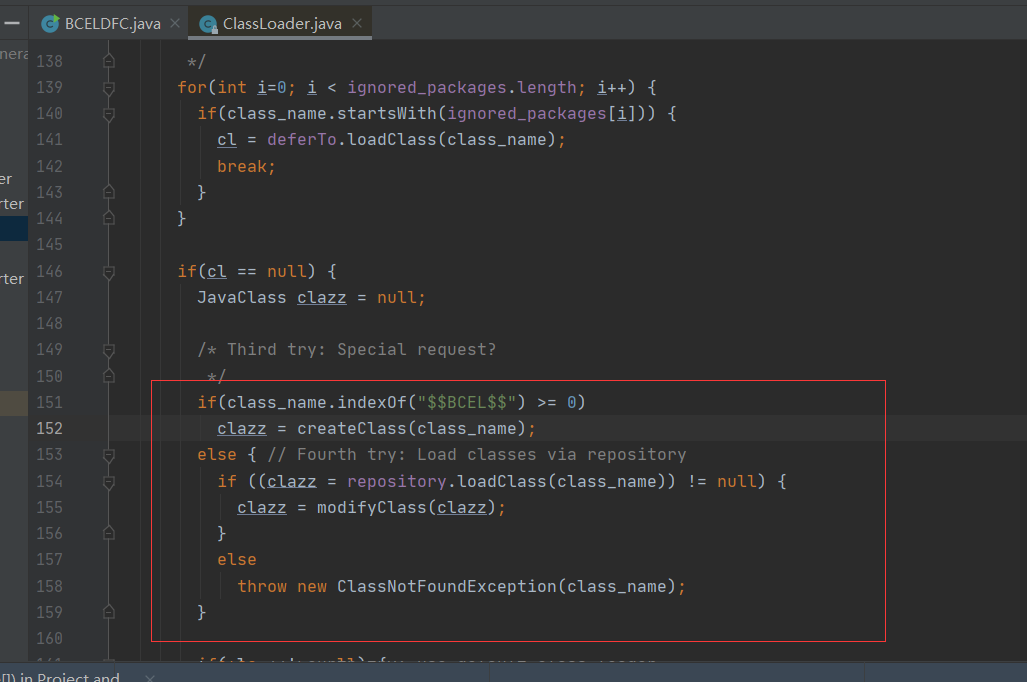 BCELDFC.java
ClassLoader.java
nera
138 */
139 for(int i=0; i < ignored_packages.length; i++) {
140 if(class_name.startsWith(ignored_packages[i])) {
141 cl = deferTo.loadClass(class_name);
142 break;
143 }
144 }
145
146 if(cl == null) {
147 JavaClass clazz = null;
148
149 /* Third try: Special request?
150 */
151 if(class_name.indexOf("$$BCEL$$") >= 0)
152 clazz = createClass(class_name);
153 else { // Fourth try: Load classes via repository
154 if ((clazz = repository.loadClass(class_name)) != null) {
155 clazz = modifyClass(clazz);
156 }
157 else
158 throw new ClassNotFoundException(class_name);
159 }
160
er
rter
rter
[]) in Project and